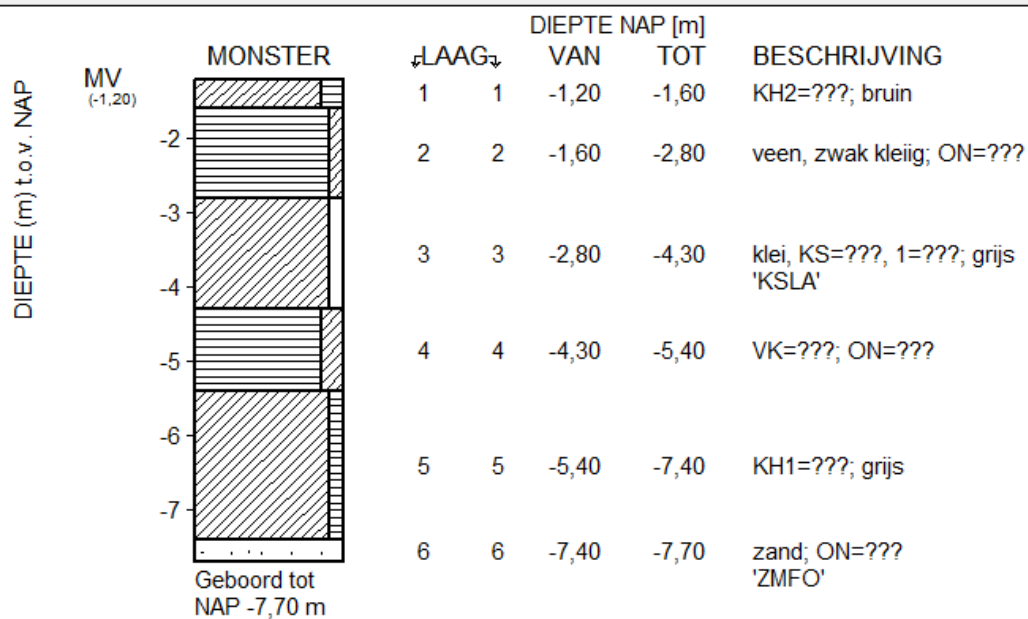 DIEPTE NAP [m]
MONSTER LAAG VAN TOT BESCHRIJVING
MV
(-1,20)
1 1 -1,20 -1,60 KH2=???; bruin
-2
2 2 -1,60 -2,80 veen, zwak kleiig; ON=???
-3
3 3 -2,80 -4,30 klei, KS=???, 1=???; grijs
'KSLA'
-4
4 4 -4,30 -5,40 VK=???; ON=???
-5
-6
5 5 -5,40 -7,40 KH1=???; grijs
-7
6 6 -7,40 -7,70 zand; ON=???
'ZMFO'
Geboord tot
NAP -7,70 m
DIEPTE (m) t.o.v. NAP